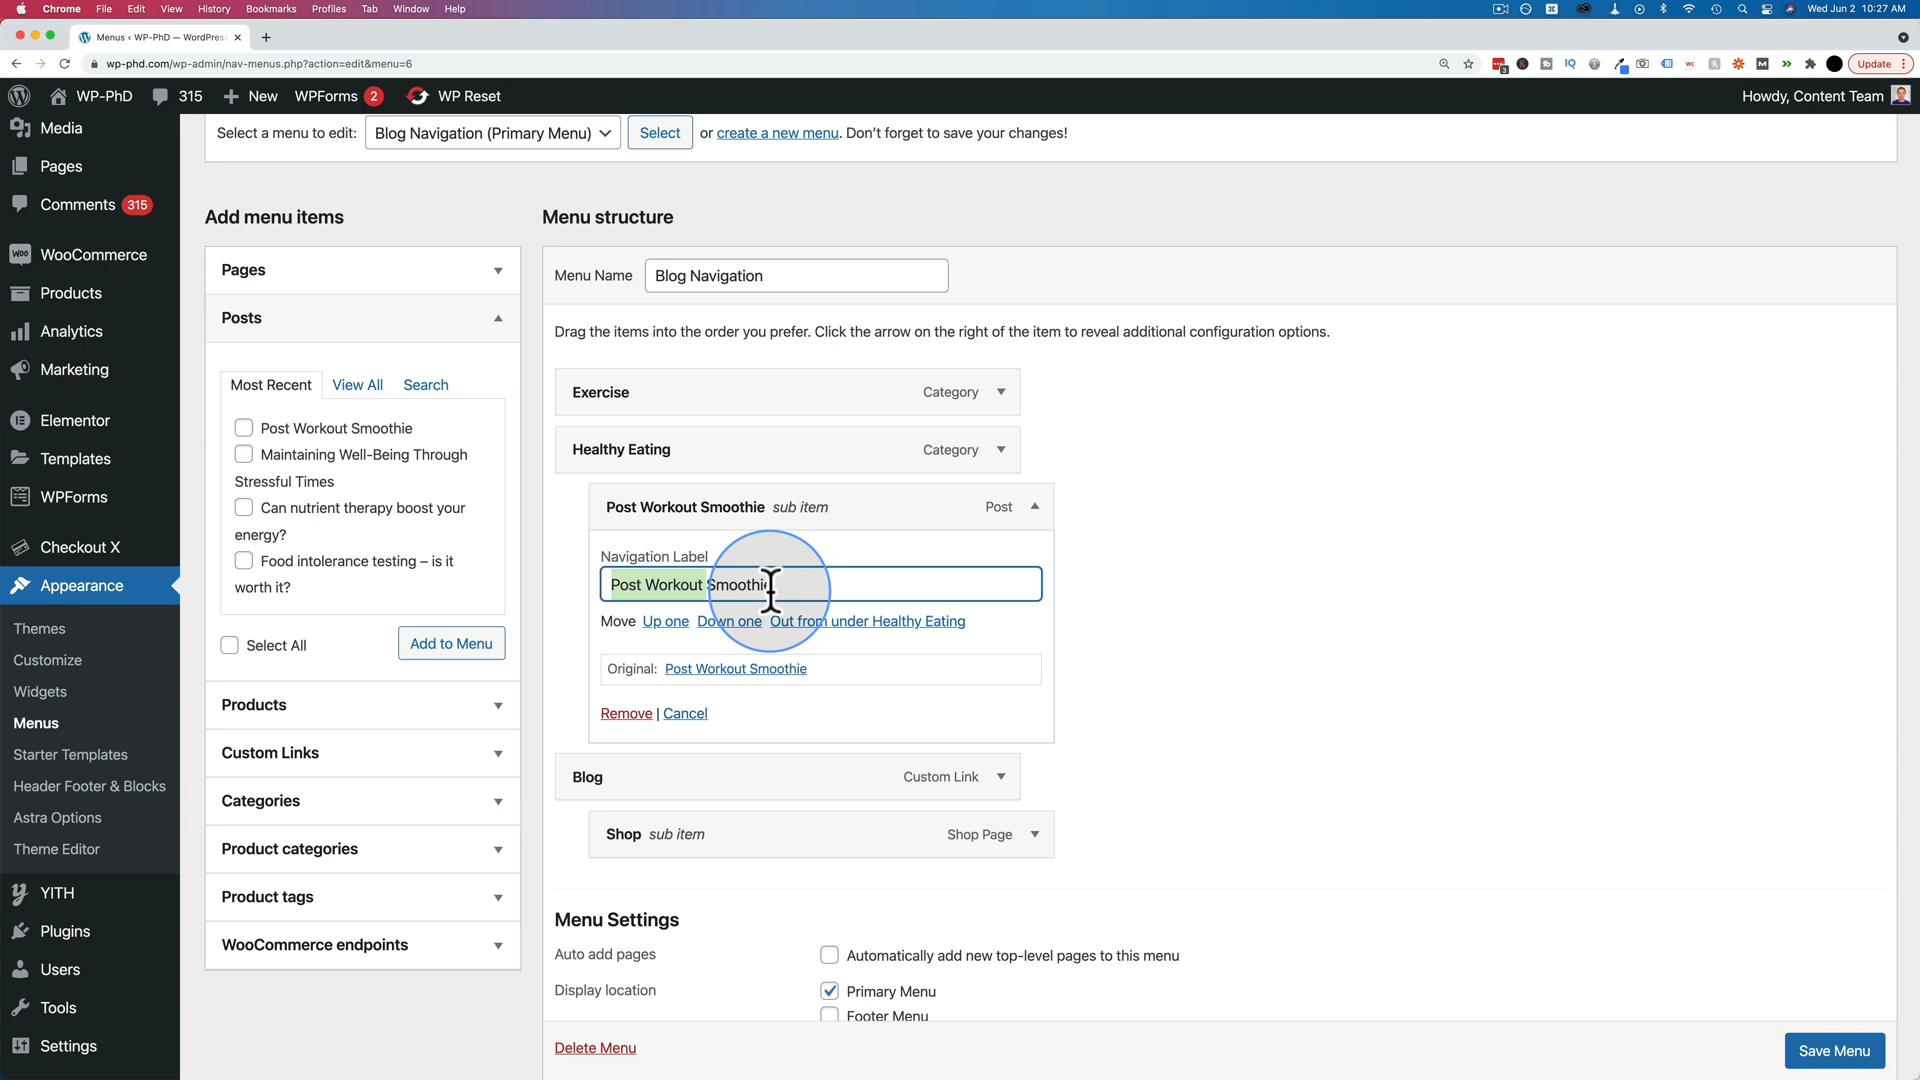 Chrome File Edit View History Bookmarks Profiles Tab Window Help Wed Jun 2 10:27 AM
Menus ‹ WP-PhD — WordPress
wp-phd.com/wp-admin/nav-menus.php?action=edit&menu=6 Update
WP-PhD 315 New WPForms 2 WP Reset Howdy, Content Team
Media
Pages
Comments 315
WooCommerce
Products
Analytics
Marketing
Elementor
Templates
WPForms
Checkout X
Appearance
Themes
Customize
Widgets
Menus
Starter Templates
Header Footer & Blocks
Astra Options
Theme Editor
YITH
Plugins
Users
Tools
Settings
Select a menu to edit: Blog Navigation (Primary Menu) Select or create a new menu. Don’t forget to save your changes!
Add menu items
Pages
Posts
Most Recent View All Search
Post Workout Smoothie
Maintaining Well-Being Through
Stressful Times
Can nutrient therapy boost your
energy?
Food intolerance testing – is it
worth it?
Select All Add to Menu
Products
Custom Links
Categories
Product categories
Product tags
WooCommerce endpoints
Menu structure
Menu Name Blog Navigation
Drag the items into the order you prefer. Click the arrow on the right of the item to reveal additional configuration options.
Exercise Category
Healthy Eating Category
Post Workout Smoothie sub item Post
Navigation Label
Post Workout Smoothie
Move Up one Down one Out from under Healthy Eating
Original: Post Workout Smoothie
Remove | Cancel
Blog Custom Link
Shop sub item Shop Page
Menu Settings
Auto add pages Automatically add new top-level pages to this menu
Display location Primary Menu
Footer Menu
Delete Menu Save Menu